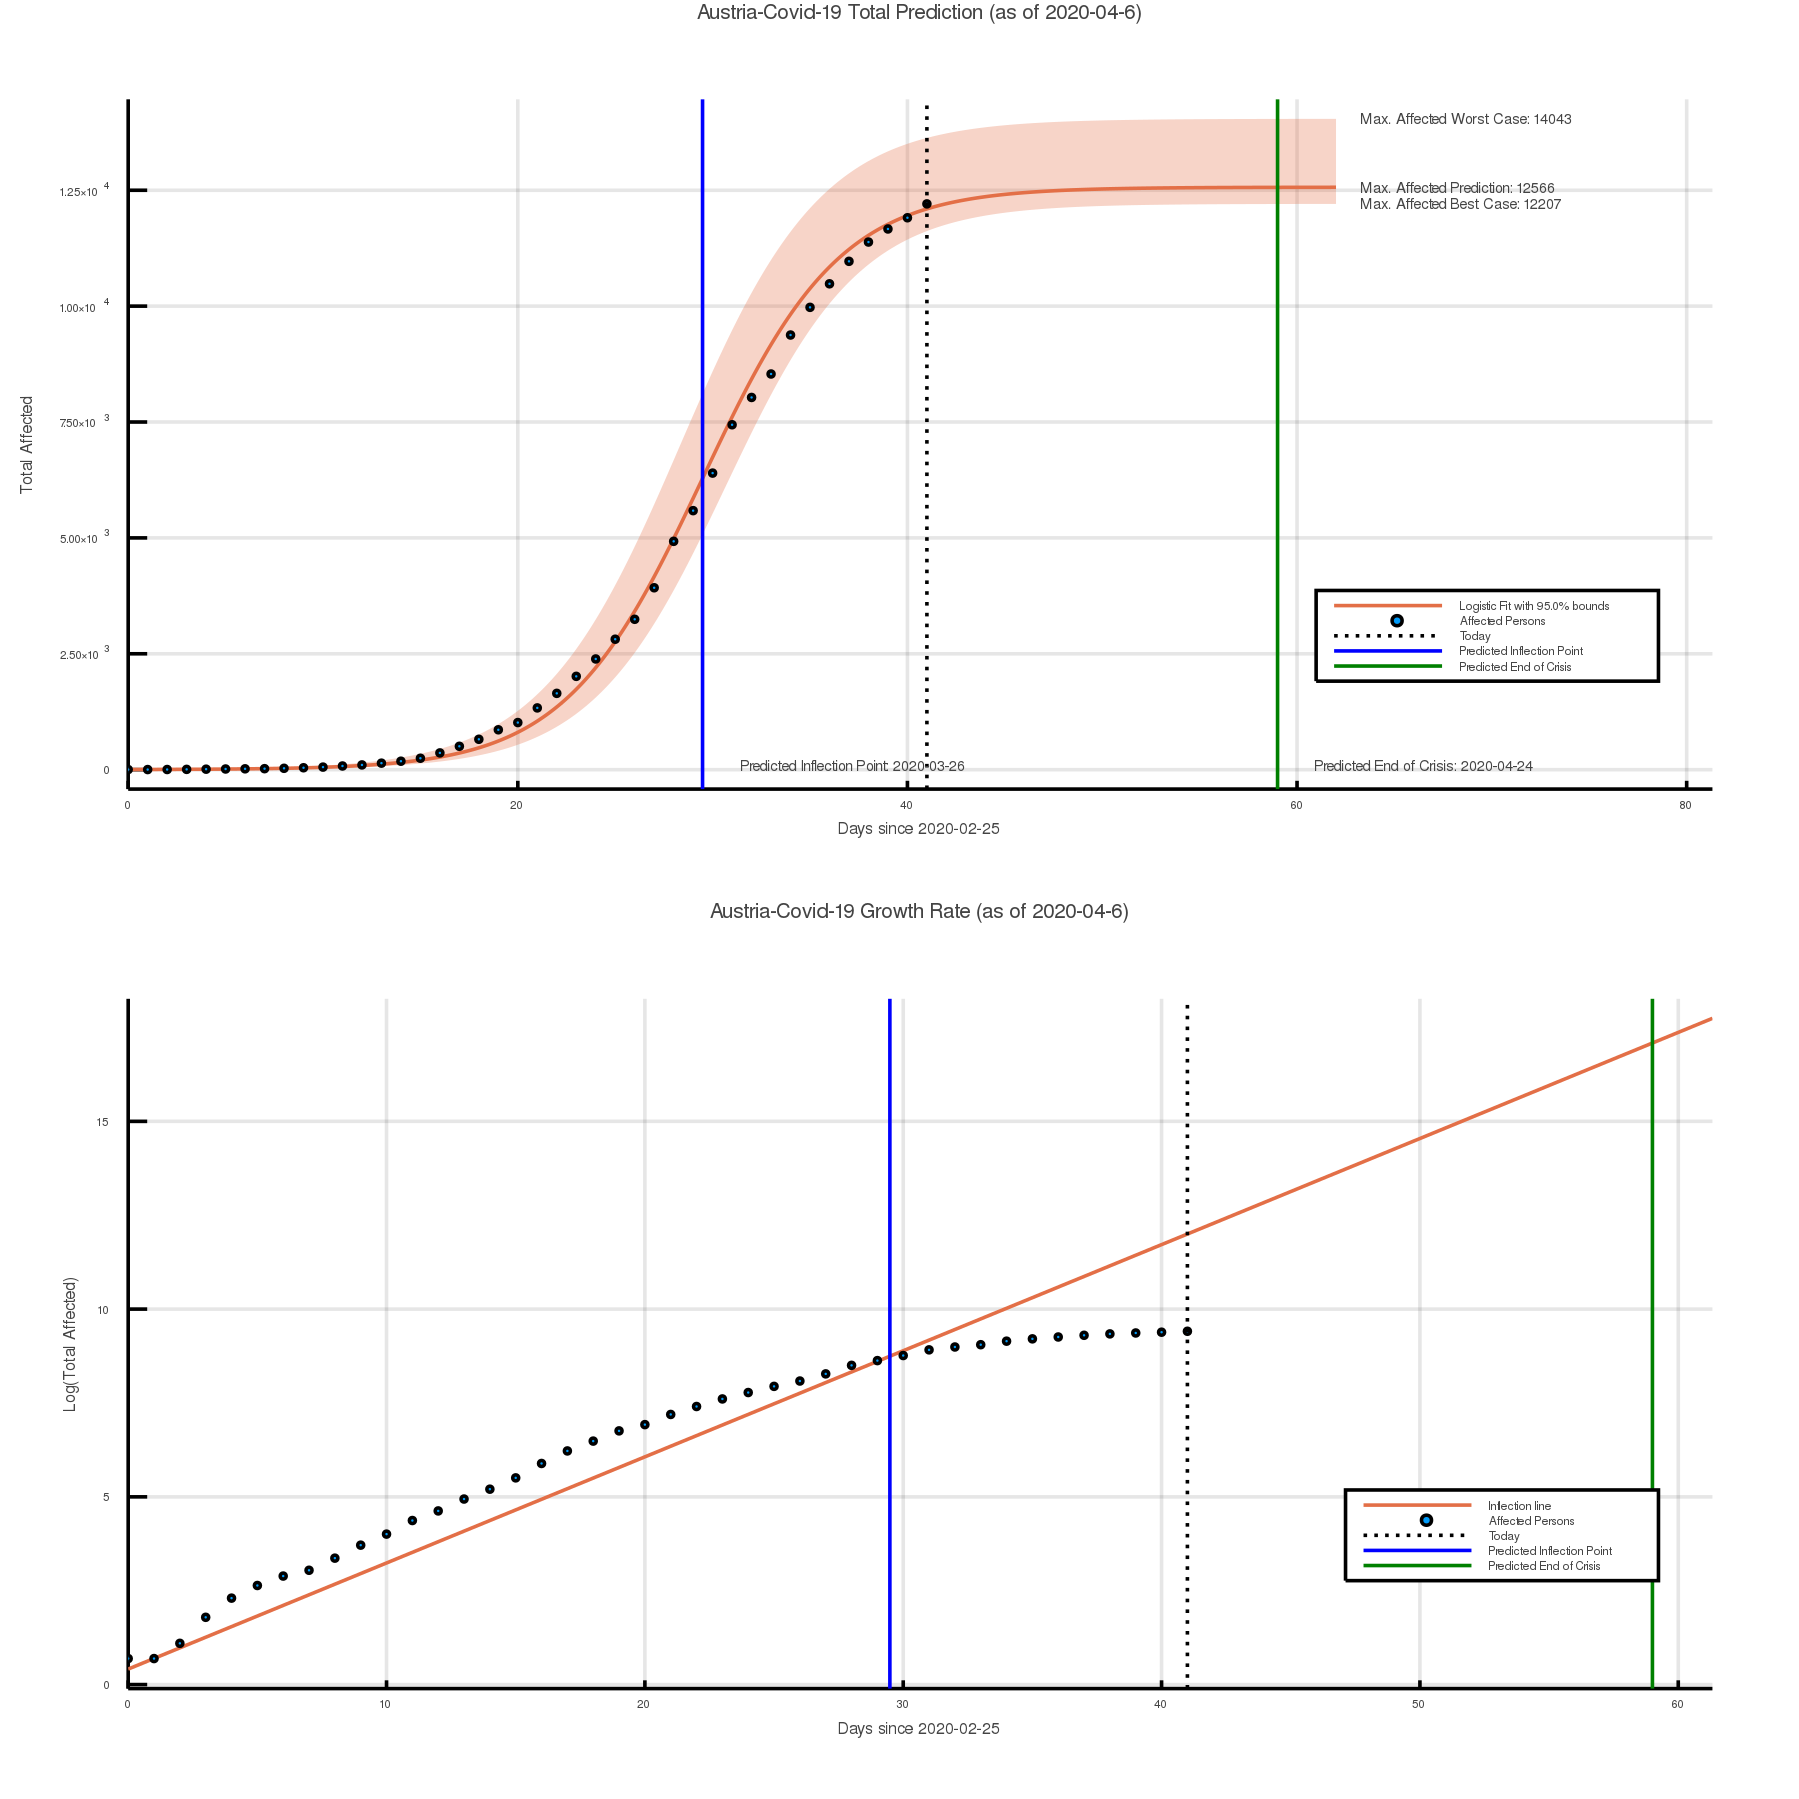 Austria-Covid-19 Total Prediction (as of 2020-04-6)
Max. Affected Worst Case: 14043
1.25×10 4
Max. Affected Prediction: 12566
Max. Affected Best Case: 12207
1.00×10 4
7.50×10 3
Total Affected
5.00×10 3
Logistic Fit with 95.0% bounds
Affected Persons
Today
Predicted Inflection Point
Predicted End of Crisis
2.50×10 3
0
Predicted Inflection Point: 2020-03-26
Predicted End of Crisis: 2020-04-24
0 20 40 60 80
Days since 2020-02-25
Austria-Covid-19 Growth Rate (as of 2020-04-6)
15
10
Log(Total Affected)
5
Inflection line
Affected Persons
Today
Predicted Inflection Point
Predicted End of Crisis
0
0 10 20 30 40 50 60
Days since 2020-02-25